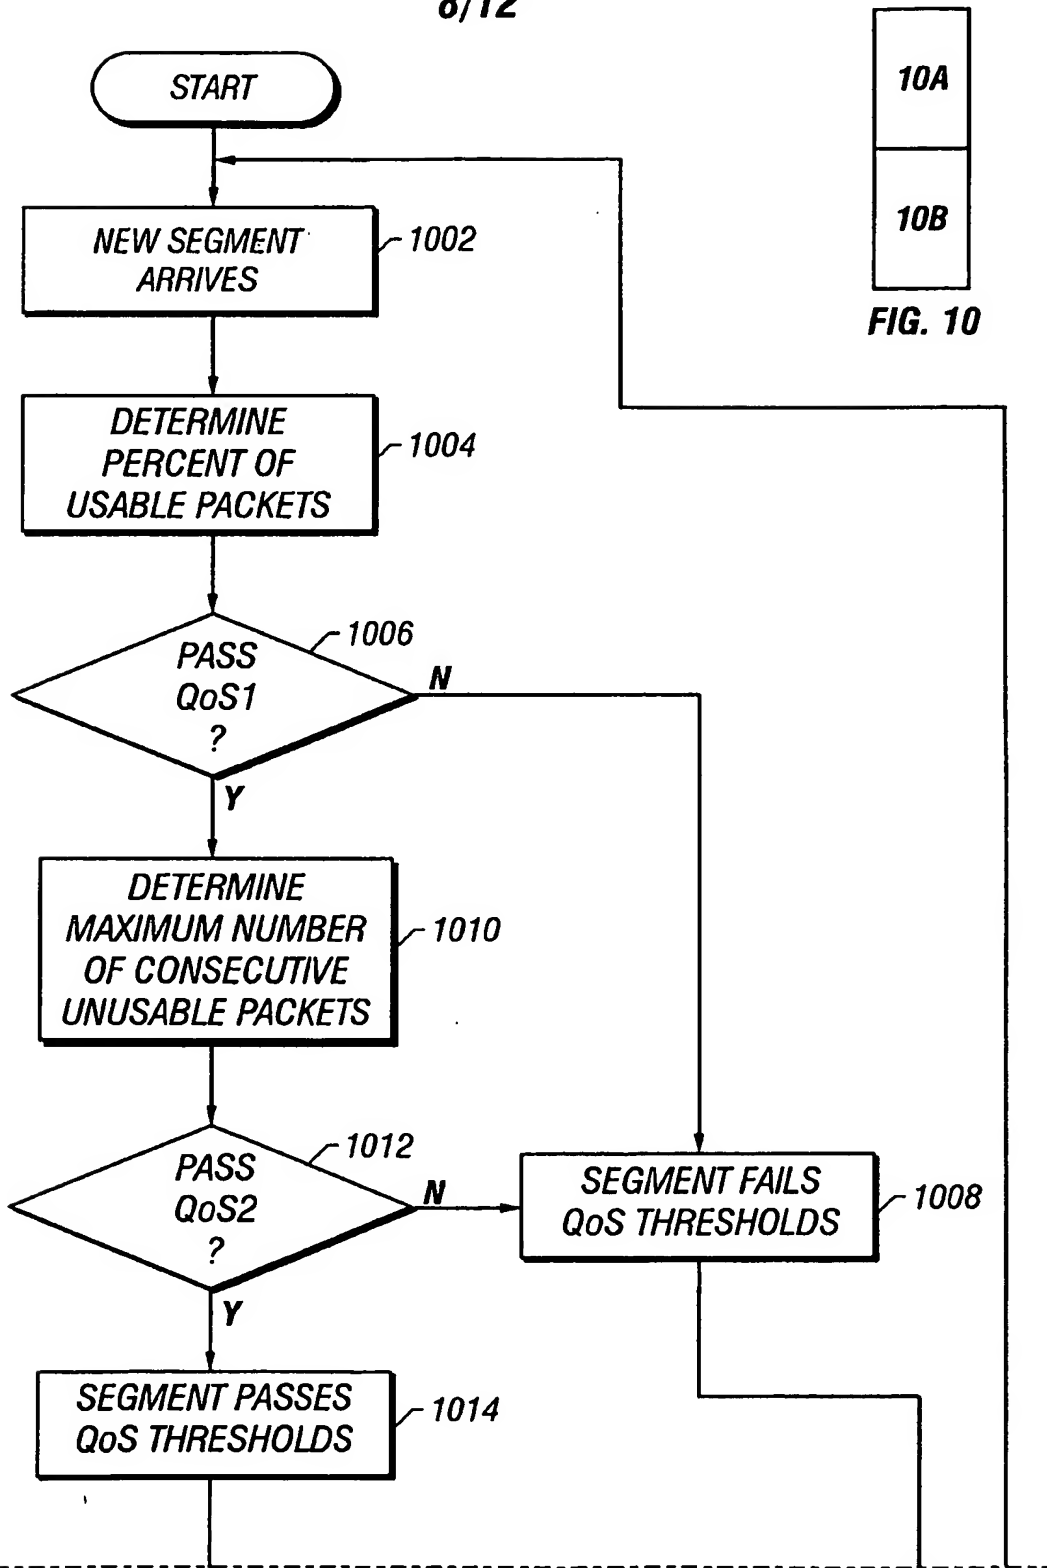 8/12
START
10A
10B
FIG. 10
NEW SEGMENT
ARRIVES
1002
DETERMINE
PERCENT OF
USABLE PACKETS
1004
PASS
QoS1
?
1006
N
Y
DETERMINE
MAXIMUM NUMBER
OF CONSECUTIVE
UNUSABLE PACKETS
1010
PASS
QoS2
?
1012
N
Y
SEGMENT FAILS
QoS THRESHOLDS
1008
SEGMENT PASSES
QoS THRESHOLDS
1014